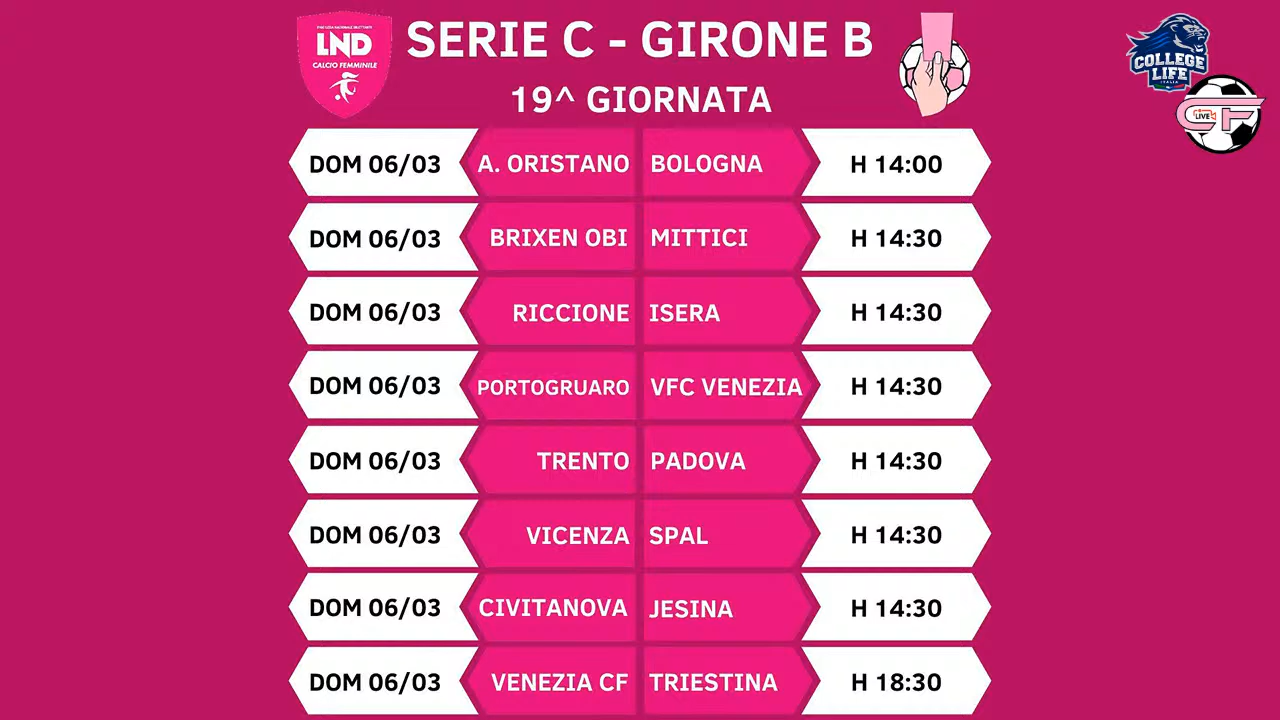 LND
CALCIO FEMMINILE
SERIE C - GIRONE B
19^ GIORNATA
COLLEGE
LIFE
ITALIA
LIVE
CF
DOM 06/03 A. ORISTANO BOLOGNA H 14:00
DOM 06/03 BRIXEN OBI MITTICI H 14:30
DOM 06/03 RICCIONE ISERA H 14:30
DOM 06/03 PORTOGRUARO VFC VENEZIA H 14:30
DOM 06/03 TRENTO PADOVA H 14:30
DOM 06/03 VICENZA SPAL H 14:30
DOM 06/03 CIVITANOVA JESINA H 14:30
DOM 06/03 VENEZIA CF TRIESTINA H 18:30